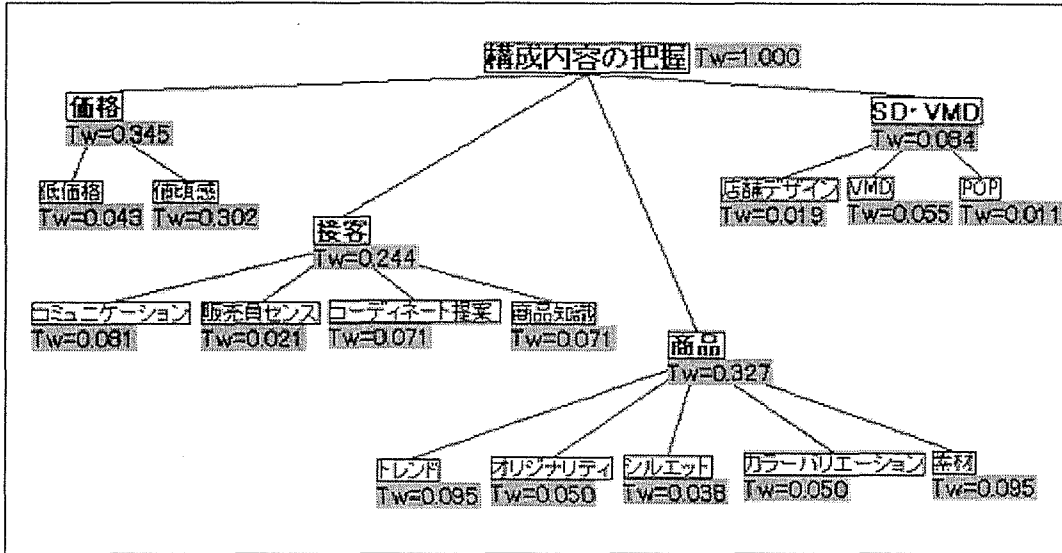 構成内容の把握 Tw=1.000
価格
Tw=0.345
低価格
Tw=0.043
値頃感
Tw=0.302
SD・VMD
Tw=0.084
店舗デザイン
Tw=0.019
VMD
Tw=0.055
POP
Tw=0.011
接客
Tw=0.244
コミュニケーション
Tw=0.081
販売員センス
Tw=0.021
コーディネート提案
Tw=0.071
商品知識
Tw=0.071
商品
Tw=0.327
トレンド
Tw=0.095
オリジナリティ
Tw=0.050
シルエット
Tw=0.038
カラーバリエーション
Tw=0.050
素材
Tw=0.095